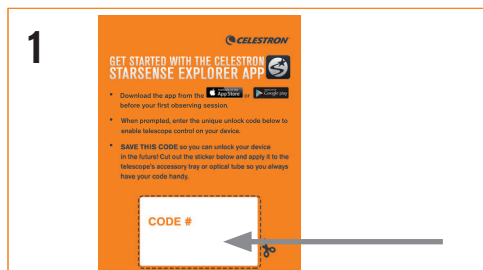 1
CELESTRON
GET STARTED WITH THE CELESTRON
STARSENSE EXPLORER APP
• Download the app from the App Store or Google play
before your first observing session.
• When prompted, enter the unique unlock code below to
enable telescope control on your device.
• SAVE THIS CODE so you can unlock your device
in the future! Cut out the sticker below and apply it to the
telescope's accessory tray or optical tube so you always
have your code handy.
CODE #